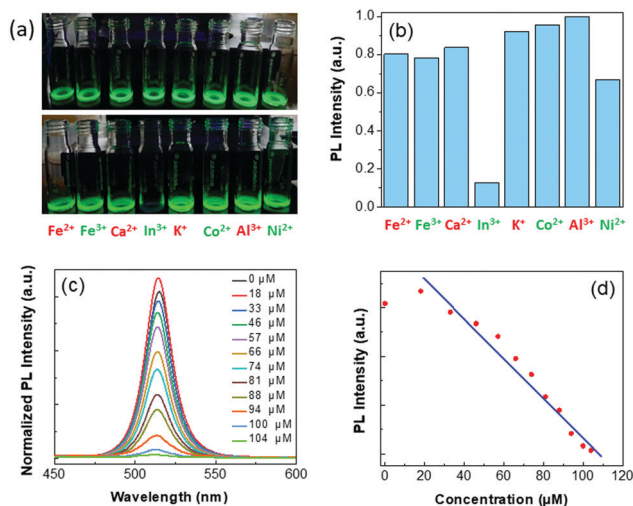 (a)
Fe²⁺ Fe³⁺ Ca²⁺ In³⁺ K⁺ Co²⁺ Al³⁺ Ni²⁺
(b)
PL Intensity (a.u.)
1.0
0.8
0.6
0.4
0.2
0.0
Fe²⁺ Fe³⁺ Ca²⁺ In³⁺ K⁺ Co²⁺ Al³⁺ Ni²⁺
(c)
Normalized PL Intensity (a.u.)
0 µM
18 µM
33 µM
46 µM
57 µM
66 µM
74 µM
81 µM
88 µM
94 µM
100 µM
104 µM
450 500 550 600
Wavelength (nm)
(d)
PL Intensity (a.u.)
0 20 40 60 80 100 120
Concentration (µM)